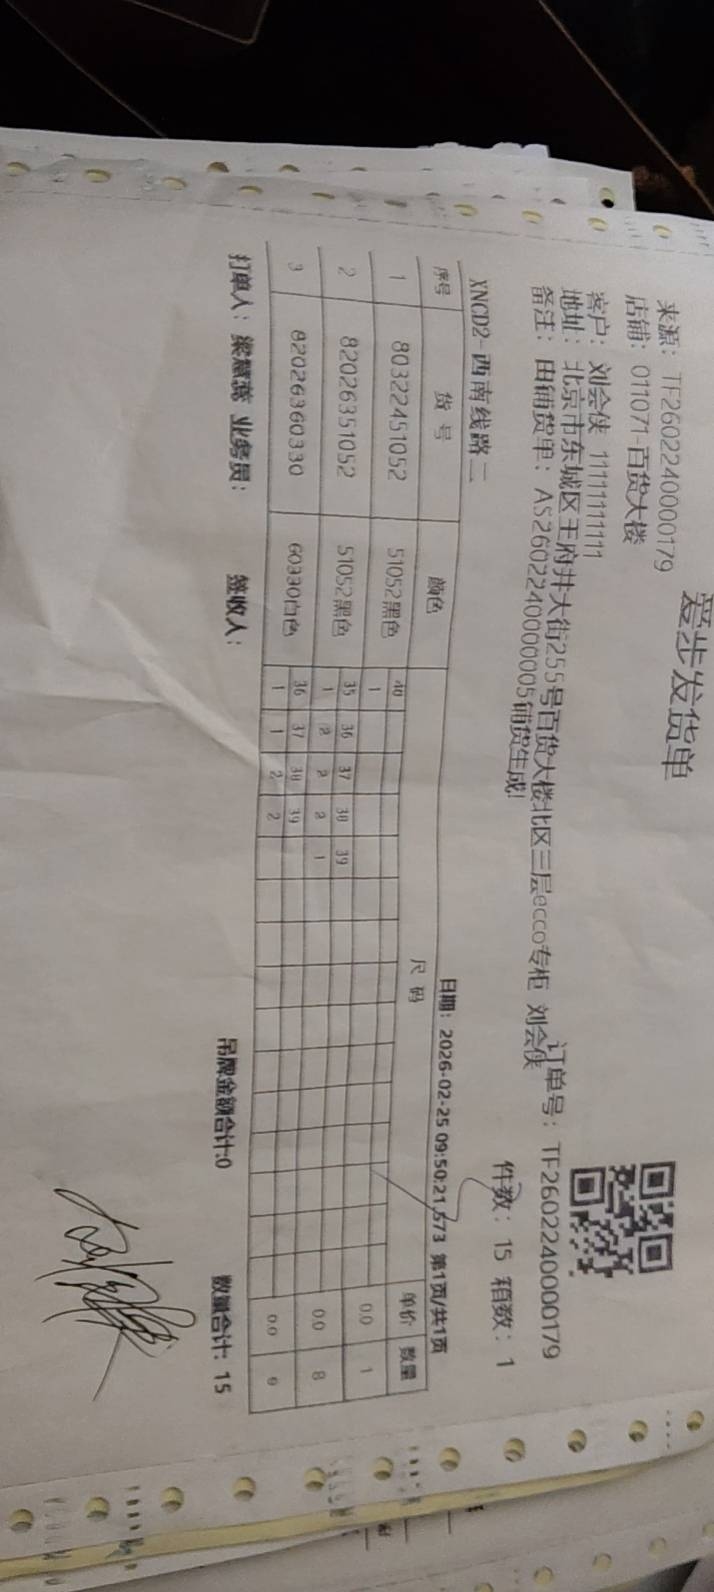 爱步发货单
来源：TF2602240000179
订单号：TF2602240000179
店铺：011071-百货大楼
客户：刘会侠 11111111111
地址：北京市东城区王府井大街255号百货大楼北区三层ecco专柜 刘会侠
备注：由铺货单：AS2602240000005铺货生成!
件数：15 箱数：1
XNCD2-西南线路二
日期：2026-02-25 09:50:21.573 第1页/共1页
序号 货号 颜色 尺码 单价 数量
1 80322451052 51052黑色 40 0.0 1
1
2 82026351052 51052黑色 35 36 37 38 39 0.0 8
1 2 2 2 1
3 82026360330 60330白色 36 37 38 39 0.0 6
1 1 2 2
打单人： 业务员： 签收人： 吊牌金额合计:0 数量合计：15